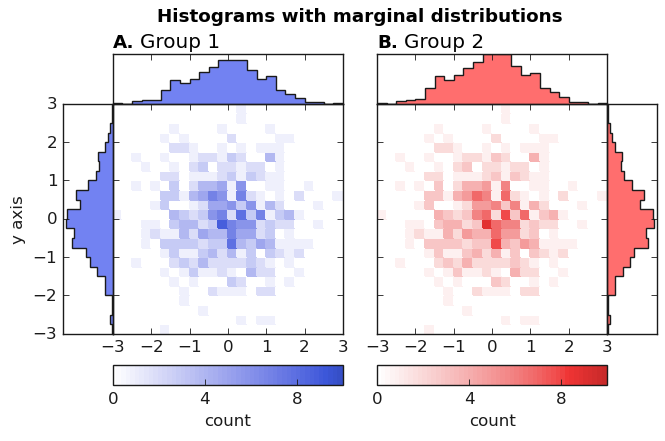 Histograms with marginal distributions
A. Group 1
B. Group 2
3
2
1
0
−1
−2
−3
y axis
−3 −2 −1 0 1 2 3
−3 −2 −1 0 1 2 3
0 4 8
0 4 8
count
count